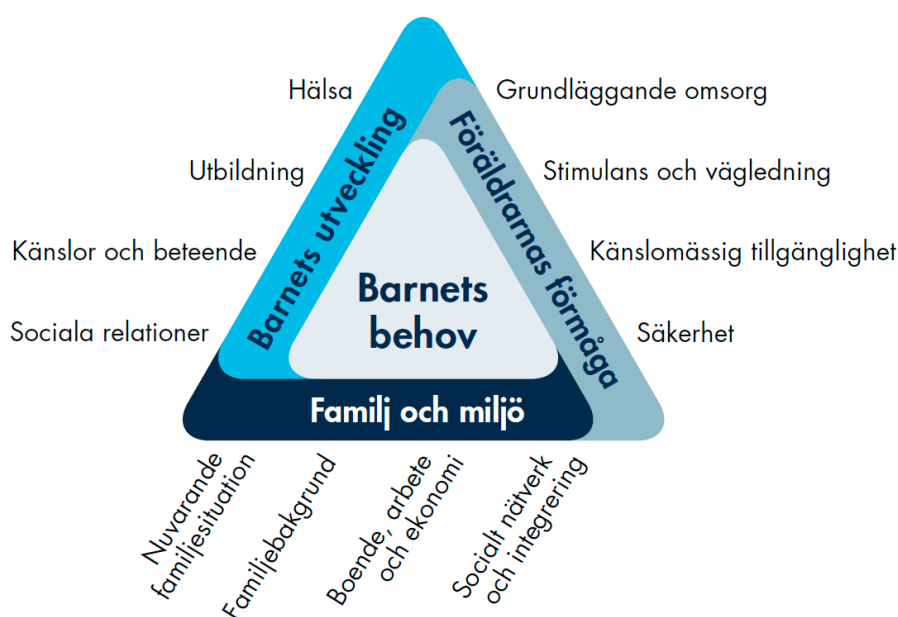 Hälsa
Utbildning
Känslor och beteende
Sociala relationer
Barnets utveckling
Föräldrarnas förmåga
Grundläggande omsorg
Stimulans och vägledning
Känslomässig tillgänglighet
Säkerhet
Barnets
behov
Familj och miljö
Nuvarande
familjesituation
Familjebakgrund
Boende, arbete
och ekonomi
Socialt nätverk
och integrering